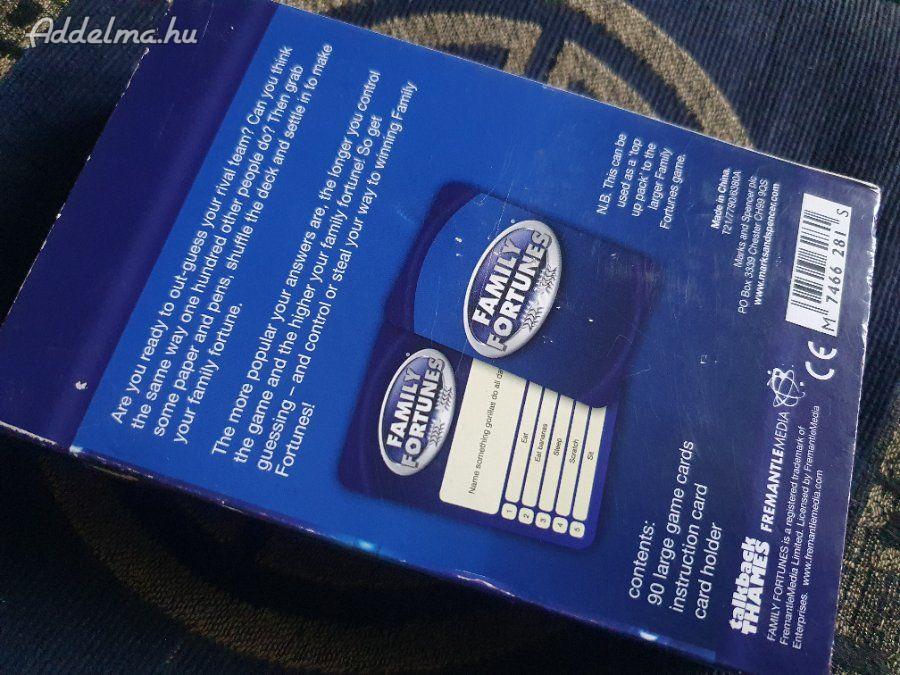 Addelma.hu
Are you ready to out-guess your rival team? Can you think
the same way one hundred other people do? Then grab
some paper and pens, shuffle the deck and settle in to make
your family fortune.
The more popular your answers are, the longer you control
the game and the higher your family fortune! So get
guessing – and control or steal your way to winning Family
Fortunes!
FAMILY
FORTUNES
FAMILY
FORTUNES
Name something gorillas do all da
1 Eat
2 Eat bananas
3 Sleep
4 Scratch
5 Sit
N.B. This can be
used as a 'top
up pack' to the
larger Family
Fortunes game.
Made in China.
T21/7790/6380A
Marks and Spencer plc
PO Box 3339 Chester CH99 9QS
www.marksandspencer.com
M 7466 281 S
CE
contents:
90 large game cards
instruction card
card holder
talkback
THAMES
FREMANTLEMEDIA
FAMILY FORTUNES is a registered trademark of
FremantleMedia Limited. Licensed by FremantleMedia
Enterprises. www.fremantlemedia.com